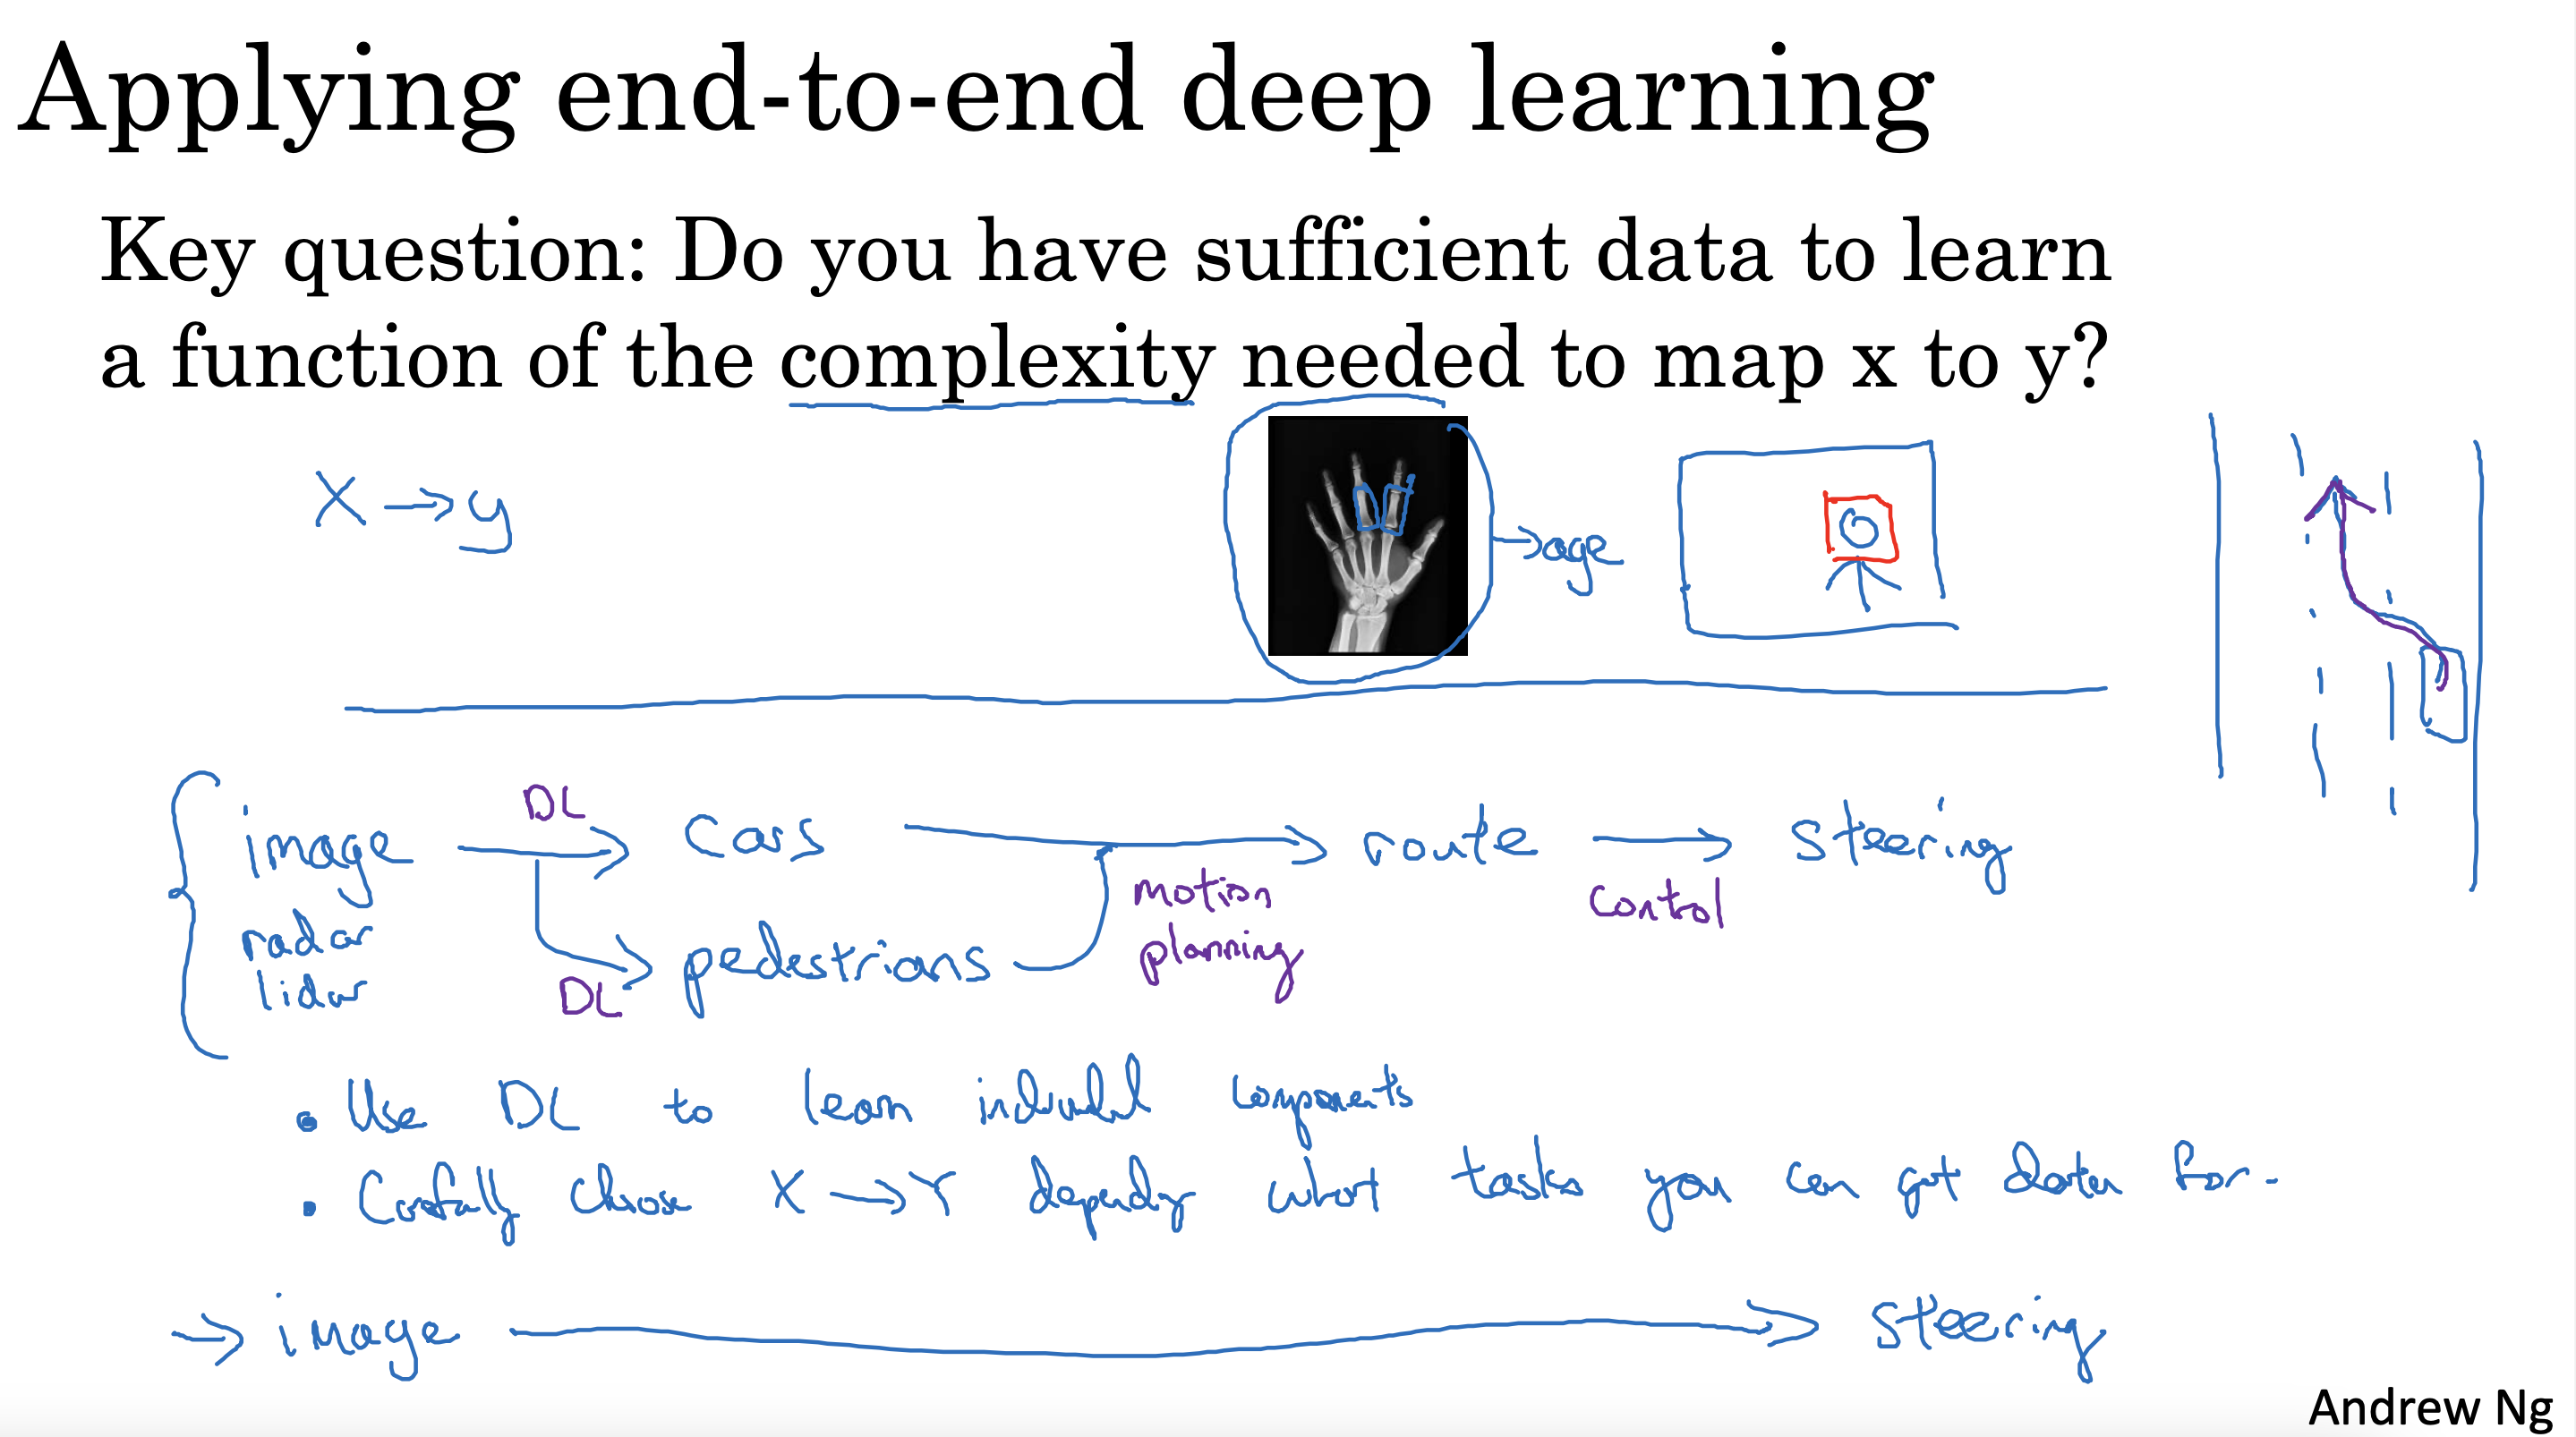 Applying end-to-end deep learning
Key question: Do you have sufficient data to learn
a function of the complexity needed to map x to y?
X → y
→ age
image DL → cars → route → steering
radar
lidar
DL → pedestrians
motion
planning
control
• Use DL to learn individual components
• Carefully choose X → Y depending what tasks you can get data for.
→ image → steering
Andrew Ng